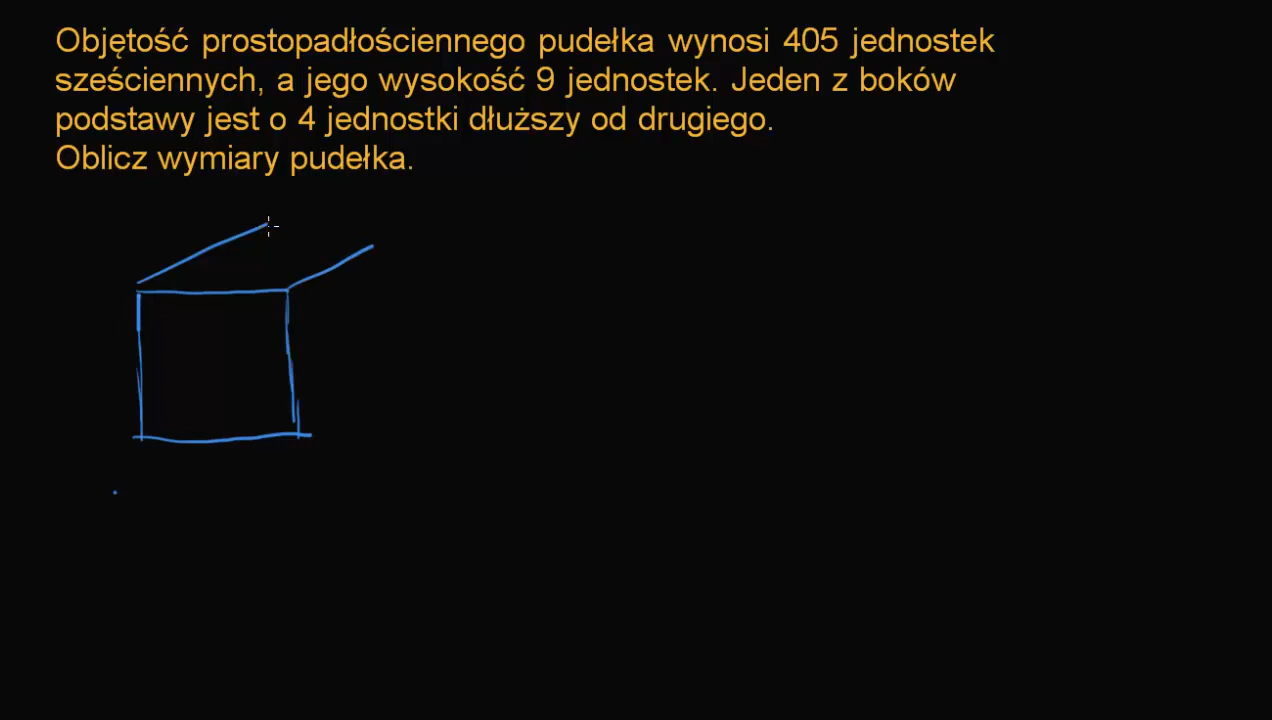 Objętość prostopadłościennego pudełka wynosi 405 jednostek
sześciennych, a jego wysokość 9 jednostek. Jeden z boków
podstawy jest o 4 jednostki dłuższy od drugiego.
Oblicz wymiary pudełka.